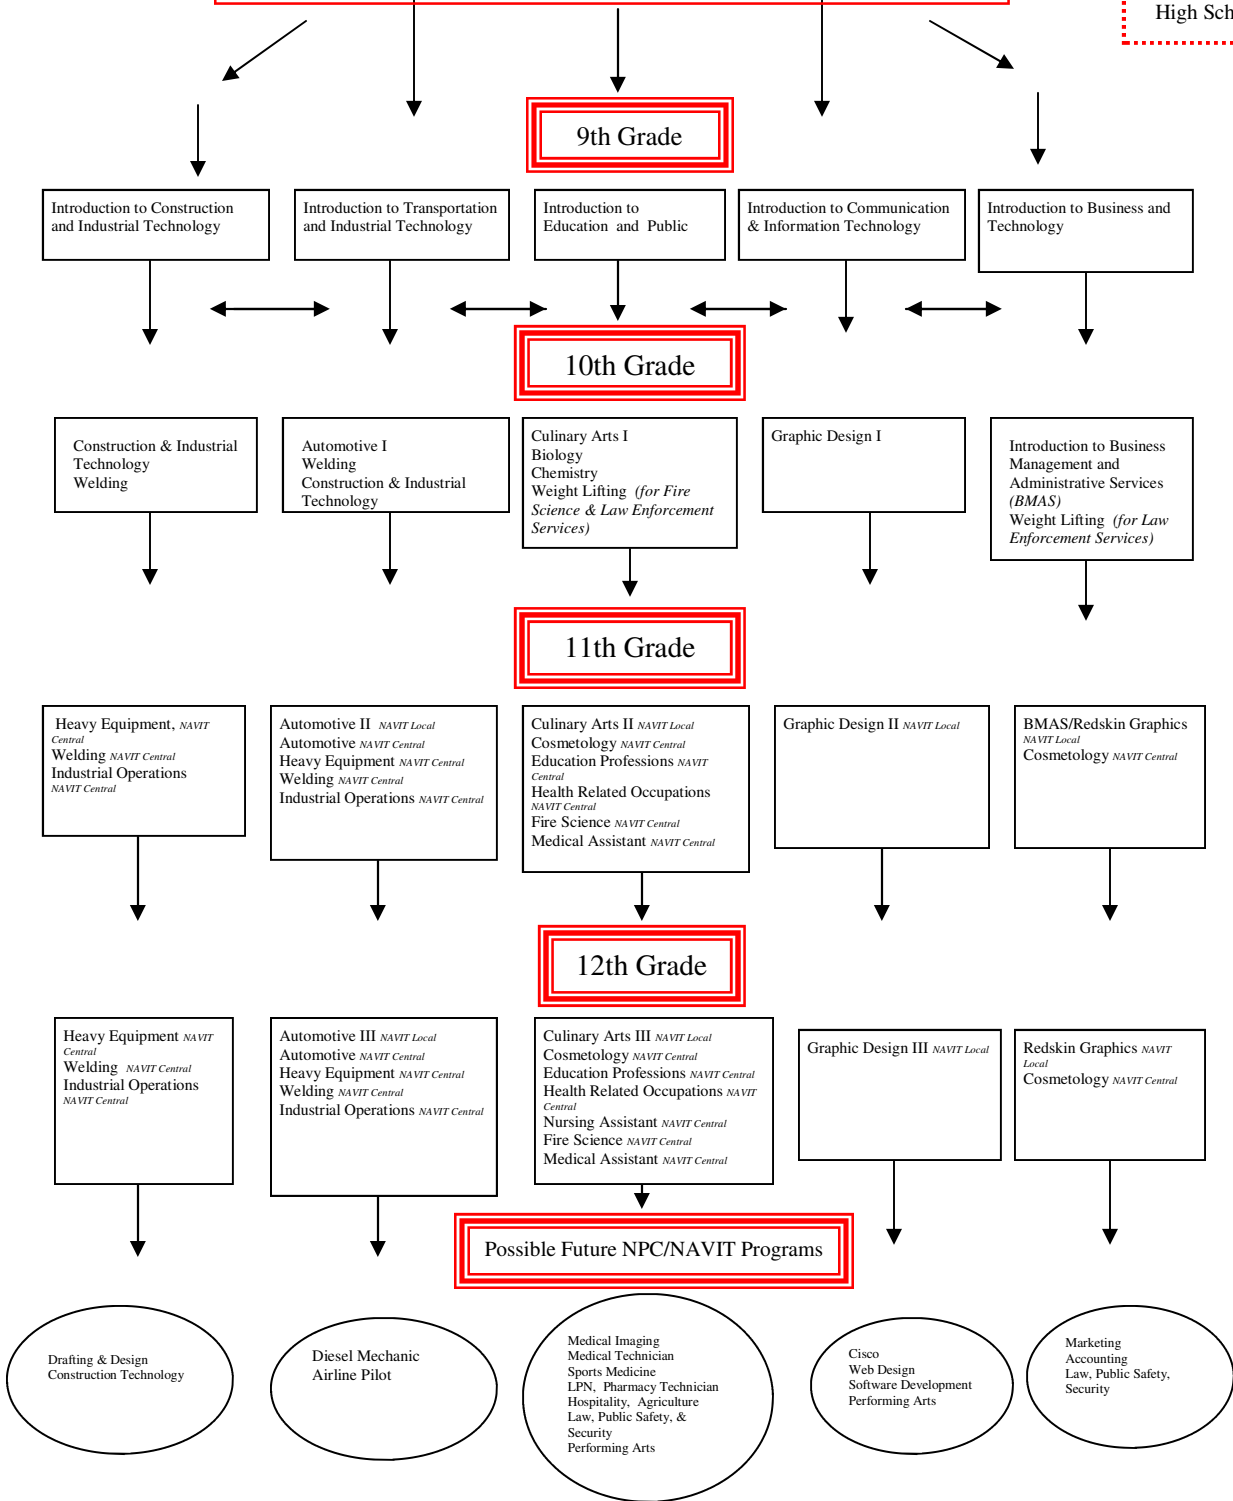 High Sch
9th Grade
Introduction to Construction
and Industrial Technology
Introduction to Transportation
and Industrial Technology
Introduction to
Education and Public
Introduction to Communication
& Information Technology
Introduction to Business and
Technology
10th Grade
Construction & Industrial
Technology
Welding
Automotive I
Welding
Construction & Industrial
Technology
Culinary Arts I
Biology
Chemistry
Weight Lifting (for Fire
Science & Law Enforcement
Services)
Graphic Design I
Introduction to Business
Management and
Administrative Services
(BMAS)
Weight Lifting (for Law
Enforcement Services)
11th Grade
Heavy Equipment, NAVIT
Central
Welding NAVIT Central
Industrial Operations
NAVIT Central
Automotive II NAVIT Local
Automotive NAVIT Central
Heavy Equipment NAVIT Central
Welding NAVIT Central
Industrial Operations NAVIT Central
Culinary Arts II NAVIT Local
Cosmetology NAVIT Central
Education Professions NAVIT
Central
Health Related Occupations
NAVIT Central
Fire Science NAVIT Central
Medical Assistant NAVIT Central
Graphic Design II NAVIT Local
BMAS/Redskin Graphics
NAVIT Local
Cosmetology NAVIT Central
12th Grade
Heavy Equipment NAVIT
Central
Welding NAVIT Central
Industrial Operations
NAVIT Central
Automotive III NAVIT Local
Automotive NAVIT Central
Heavy Equipment NAVIT Central
Welding NAVIT Central
Industrial Operations NAVIT Central
Culinary Arts III NAVIT Local
Cosmetology NAVIT Central
Education Professions NAVIT Central
Health Related Occupations NAVIT
Central
Nursing Assistant NAVIT Central
Fire Science NAVIT Central
Medical Assistant NAVIT Central
Graphic Design III NAVIT Local
Redskin Graphics NAVIT
Local
Cosmetology NAVIT Central
Possible Future NPC/NAVIT Programs
Drafting & Design
Construction Technology
Diesel Mechanic
Airline Pilot
Medical Imaging
Medical Technician
Sports Medicine
LPN, Pharmacy Technician
Hospitality, Agriculture
Law, Public Safety, &
Security
Performing Arts
Cisco
Web Design
Software Development
Performing Arts
Marketing
Accounting
Law, Public Safety,
Security